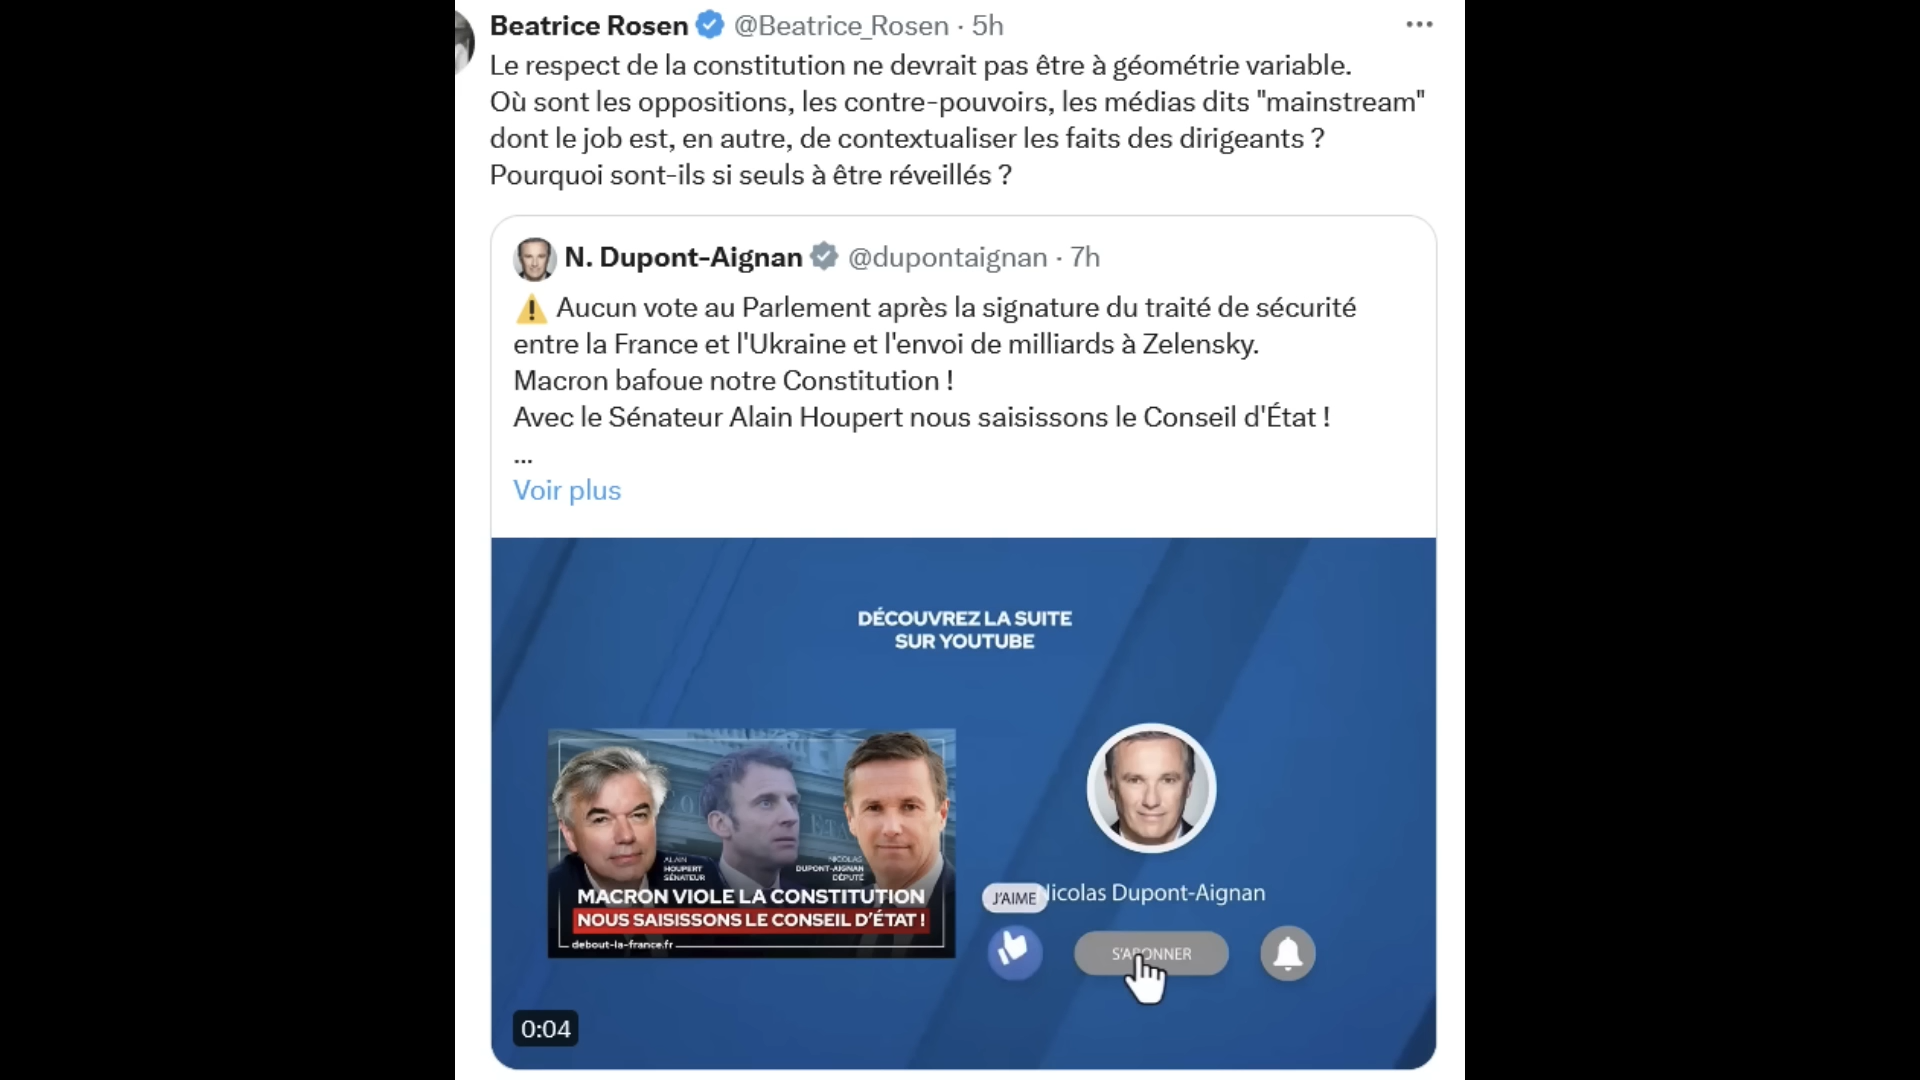 Beatrice Rosen @Beatrice_Rosen · 5h
Le respect de la constitution ne devrait pas être à géométrie variable.
Où sont les oppositions, les contre-pouvoirs, les médias dits "mainstream"
dont le job est, en autre, de contextualiser les faits des dirigeants ?
Pourquoi sont-ils si seuls à être réveillés ?
N. Dupont-Aignan @dupontaignan · 7h
⚠️ Aucun vote au Parlement après la signature du traité de sécurité
entre la France et l'Ukraine et l'envoi de milliards à Zelensky.
Macron bafoue notre Constitution !
Avec le Sénateur Alain Houpert nous saisissons le Conseil d'État !
...
Voir plus
DÉCOUVREZ LA SUITE
SUR YOUTUBE
ALAIN
HOUPERT
SÉNATEUR
NICOLAS
DUPONT-AIGNAN
DÉPUTÉ
MACRON VIOLE LA CONSTITUTION
NOUS SAISISSONS LE CONSEIL D'ÉTAT !
debout-la-france.fr
J'AIME
Nicolas Dupont-Aignan
S'ABONNER
0:04